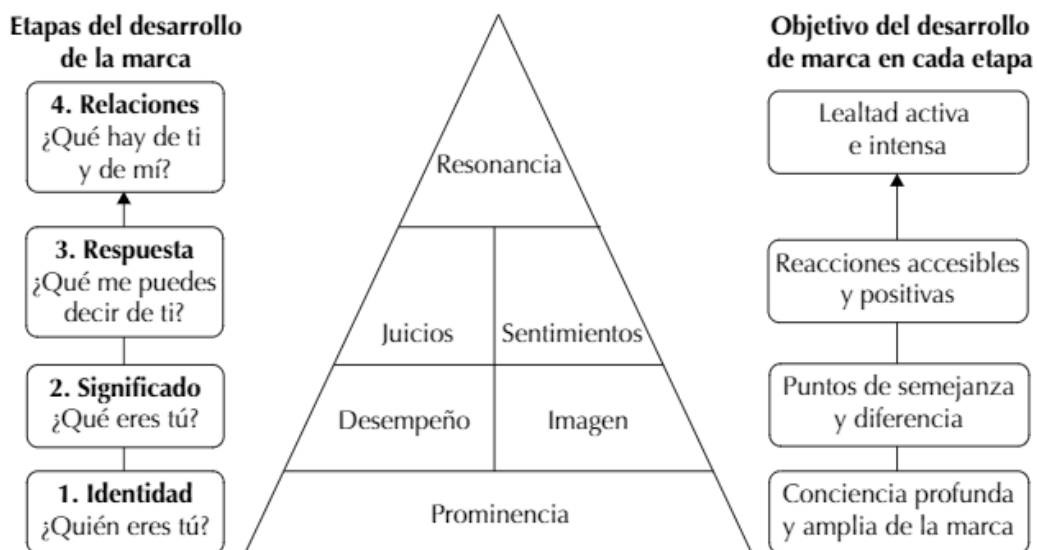 Etapas del desarrollo
de la marca
4. Relaciones
¿Qué hay de ti
y de mí?
3. Respuesta
¿Qué me puedes
decir de ti?
2. Significado
¿Qué eres tú?
1. Identidad
¿Quién eres tú?
Resonancia
Juicios
Sentimientos
Desempeño
Imagen
Prominencia
Objetivo del desarrollo
de marca en cada etapa
Lealtad activa
e intensa
Reacciones accesibles
y positivas
Puntos de semejanza
y diferencia
Conciencia profunda
y amplia de la marca